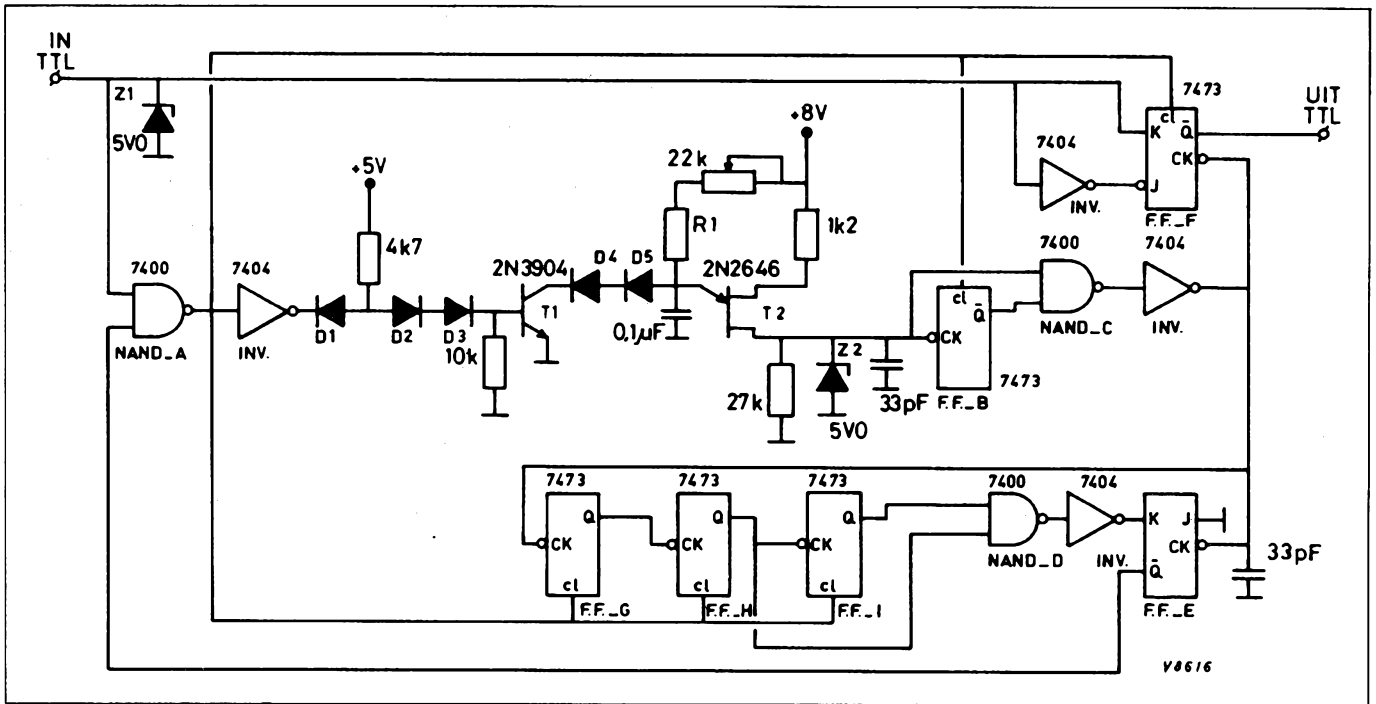 IN
TTL
Z1
5V0
+5V
4k7
7400
NAND_A
7404
INV.
D1
D2
D3
10k
2N3904
T1
D4
D5
0,1µF
R1
22k
+8V
1k2
2N2646
T2
27k
Z2
5V0
33pF
cl
CK
Q̄
7473
F.F._B
7400
NAND_C
7404
INV.
7404
INV.
7473
cl
K
Q̄
CK
J
F.F._F
UIT
TTL
7473
Q
CK
cl
F.F._G
7473
Q
CK
cl
F.F._H
7473
Q
CK
cl
F.F._I
7400
NAND_D
7404
INV.
K
J
CK
Q̄
F.F._E
33pF
V8616